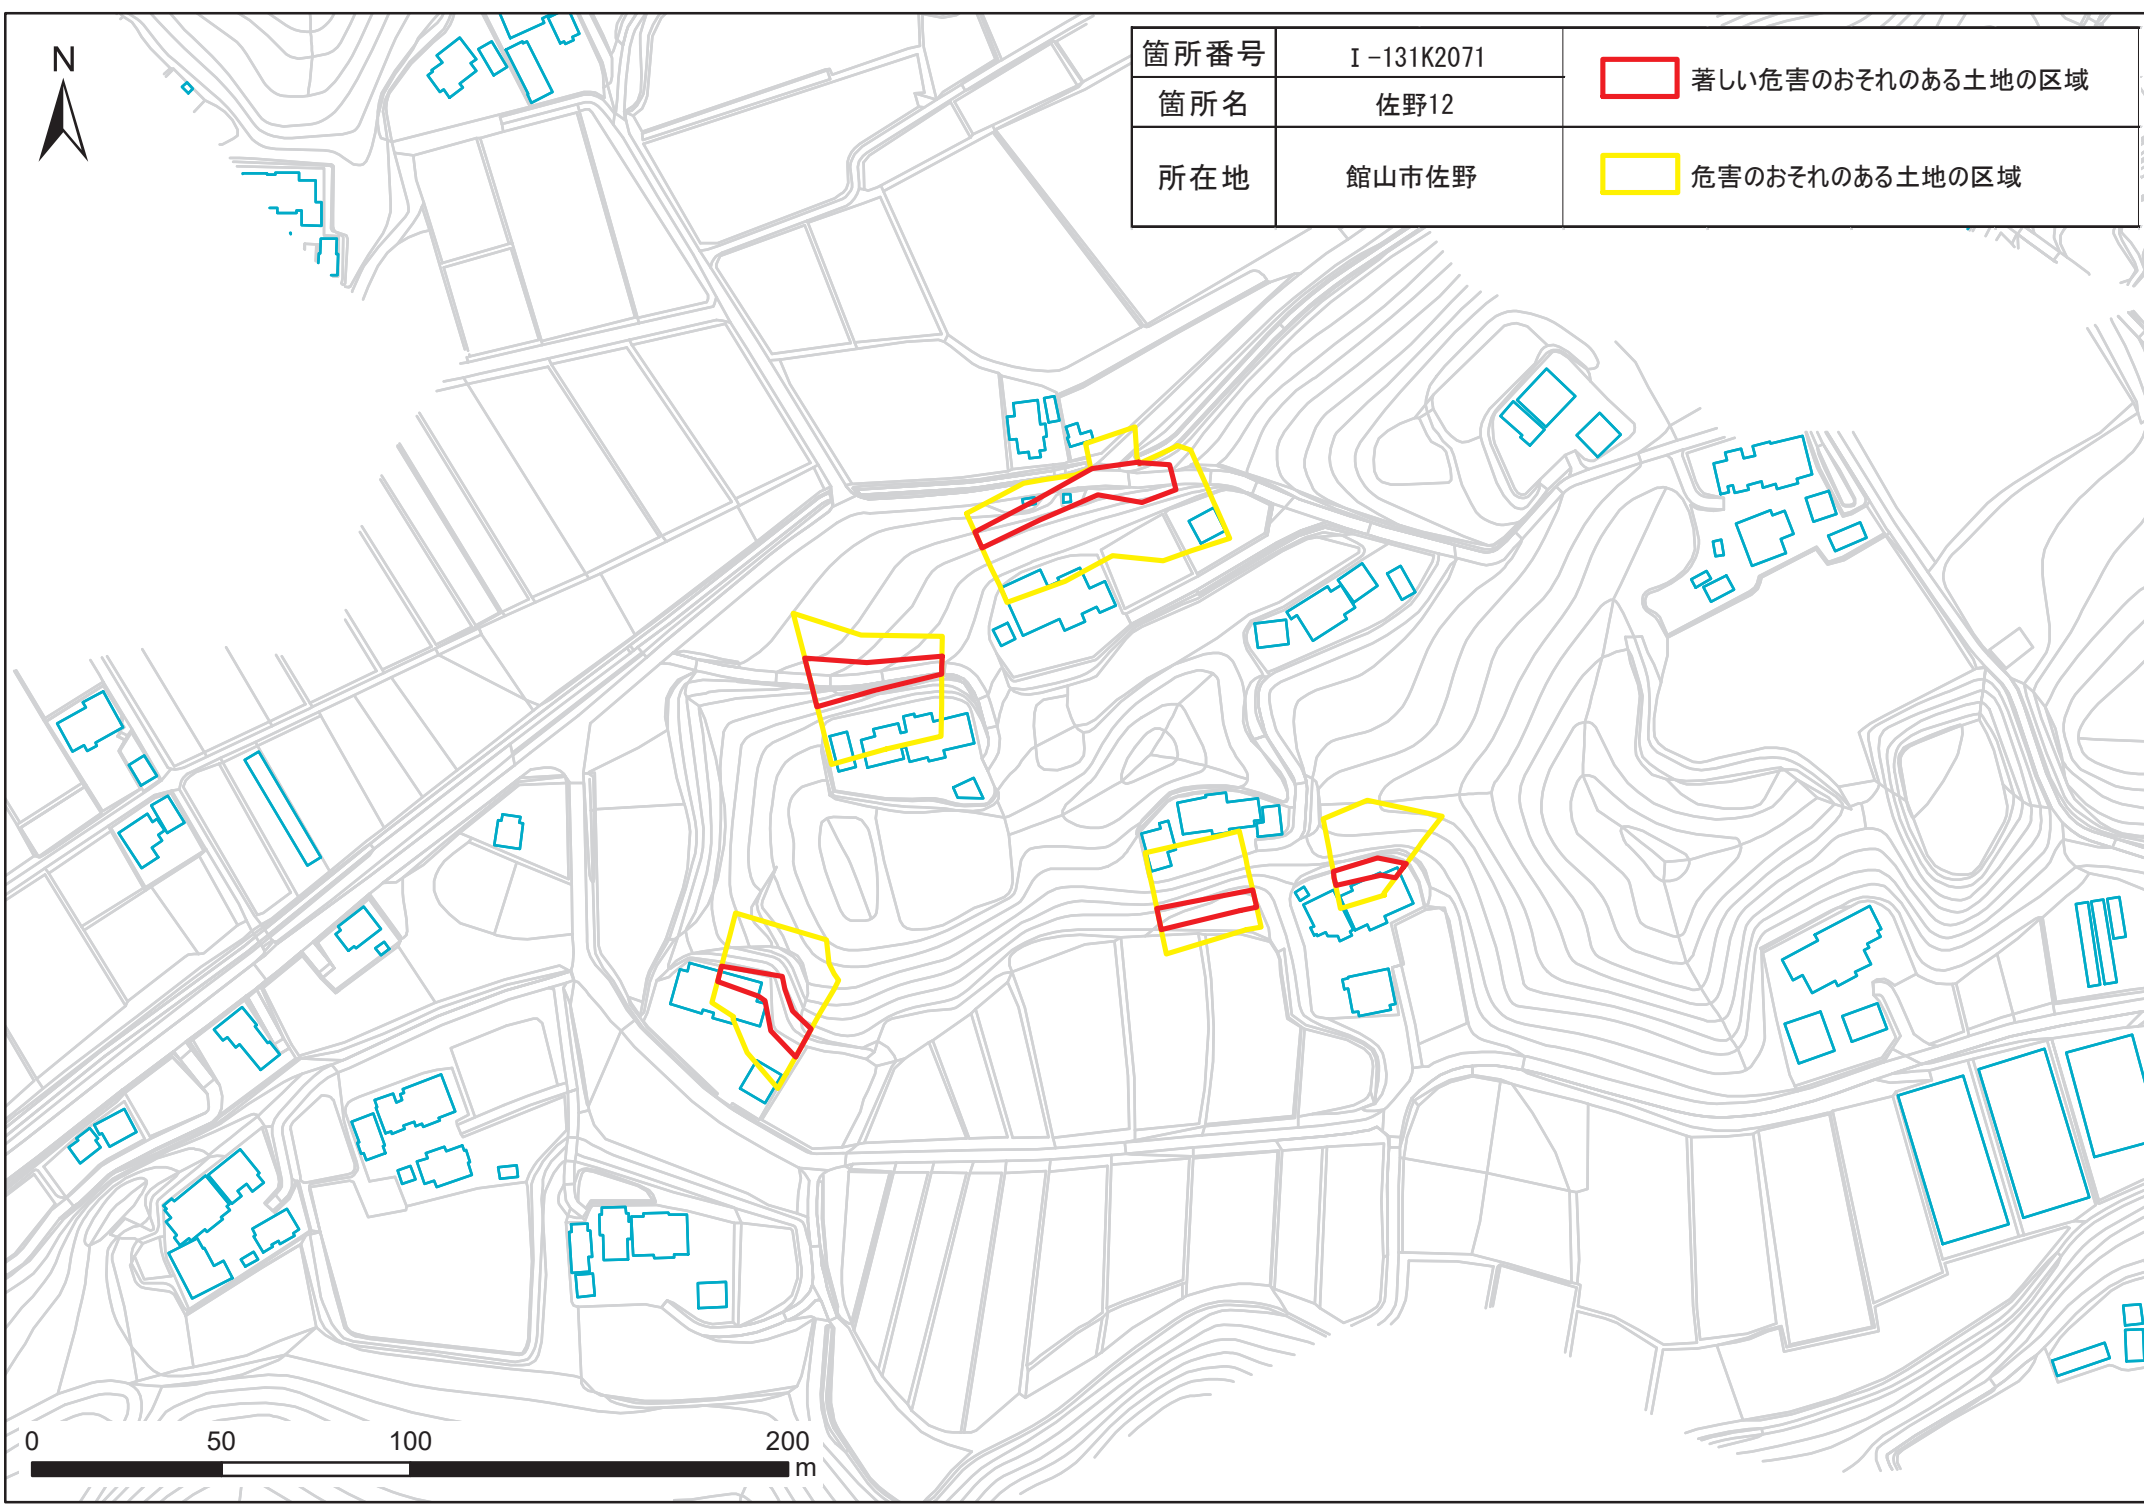 N
箇所番号
I-131K2071
著しい危害のおそれのある土地の区域
箇所名
佐野12
所在地
館山市佐野
危害のおそれのある土地の区域
0 50 100 200
m